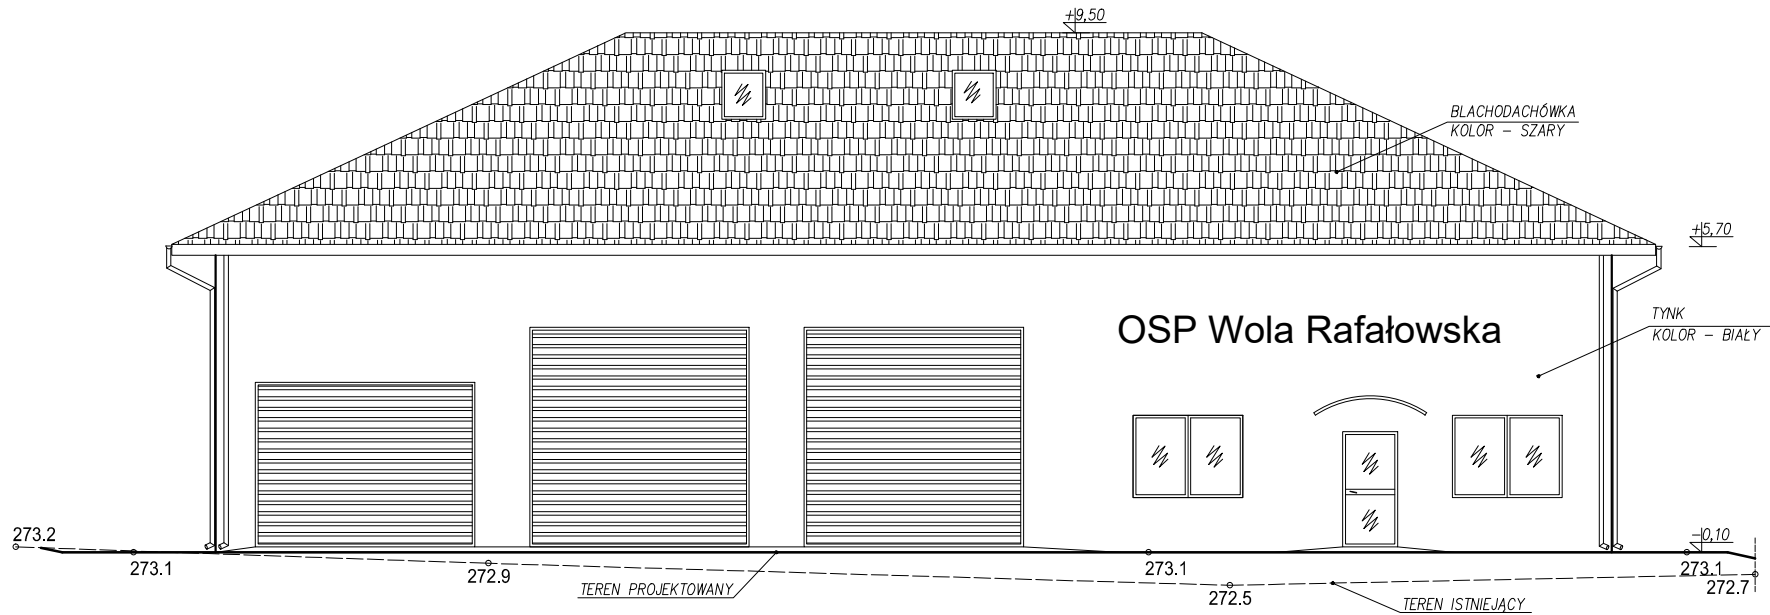 +9,50
BLACHODACHÓWKA
KOLOR – SZARY
+5,70
OSP Wola Rafałowska
TYNK
KOLOR – BIAŁY
273.2
-0,10
273.1
272.9
TEREN PROJEKTOWANY
273.1
272.5
TEREN ISTNIEJĄCY
273.1
272.7